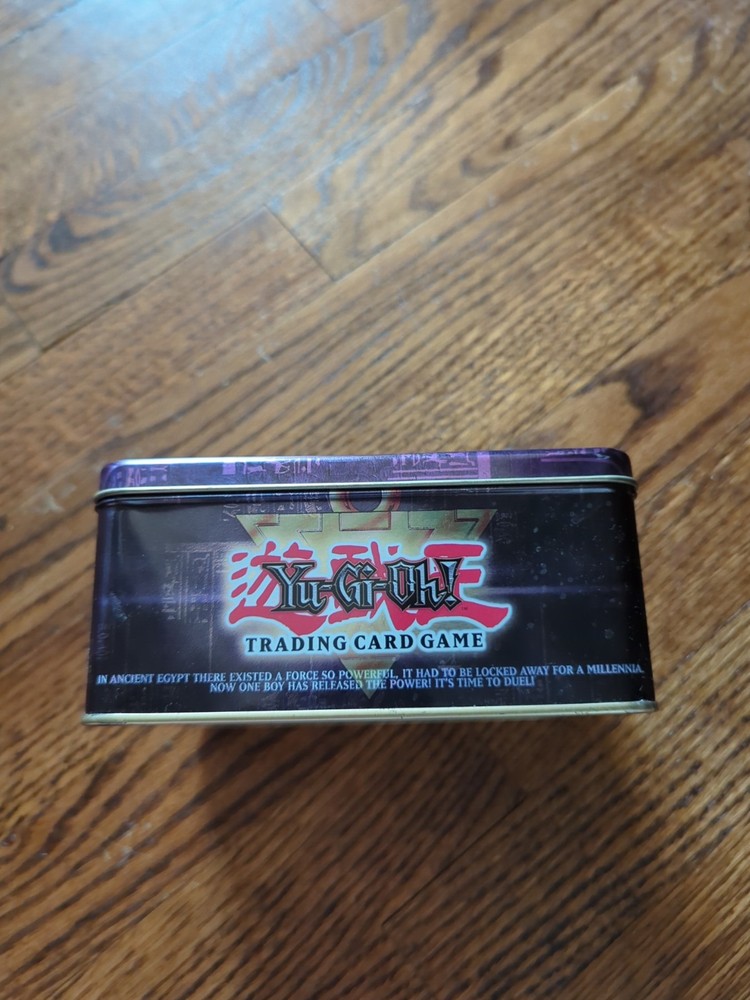 遊戯王
Yu-Gi-Oh!
TRADING CARD GAME
IN ANCIENT EGYPT THERE EXISTED A FORCE SO POWERFUL, IT HAD TO BE LOCKED AWAY FOR A MILLENNIA.
NOW ONE BOY HAS RELEASED THE POWER! IT'S TIME TO DUEL!